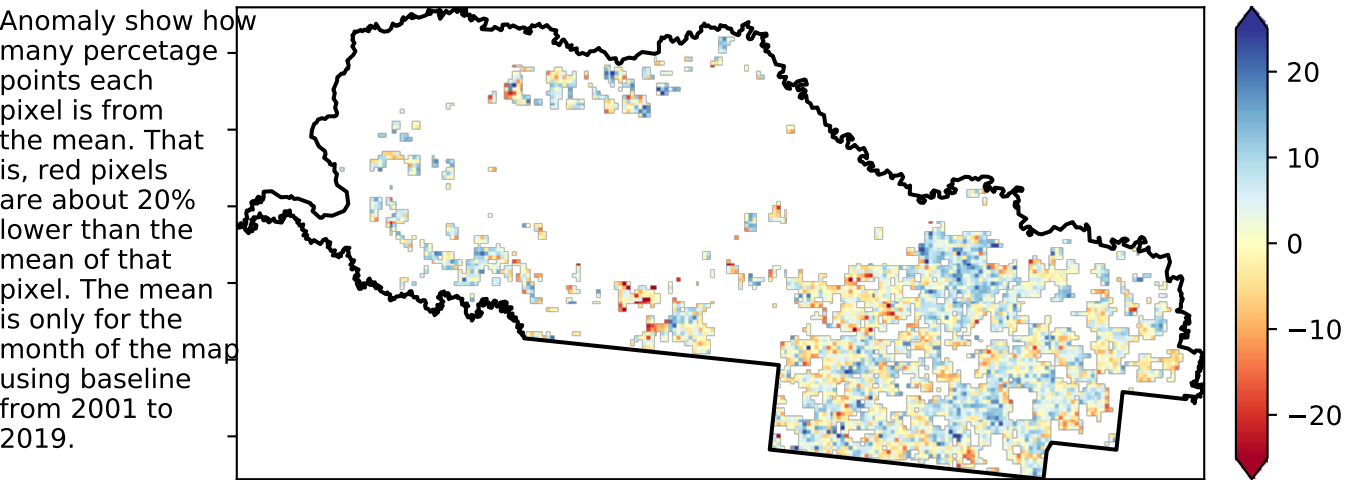 Anomaly show how
many percetage
points each
pixel is from
the mean. That
is, red pixels
are about 20%
lower than the
mean of that
pixel. The mean
is only for the
month of the map
using baseline
from 2001 to
2019.
20
10
0
−10
−20